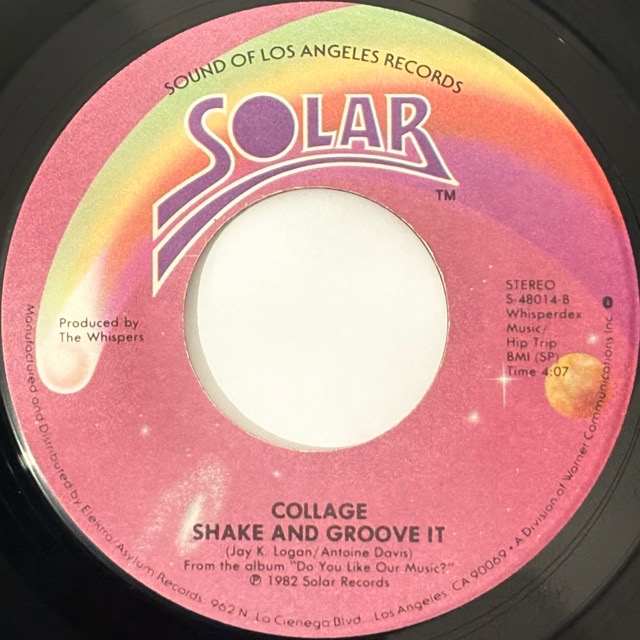 SOUND OF LOS ANGELES RECORDS
SOLAR
TM
Produced by
The Whispers
STEREO
S-48014-B
Whisperdex
Music/
Hip Trip
BMI (SP)
Time 4:07
COLLAGE
SHAKE AND GROOVE IT
(Jay K. Logan/Antoine Davis)
From the album "Do You Like Our Music?"
℗ 1982 Solar Records
Manufactured and Distributed by Elektra/Asylum Records 962 N. La Cienega Blvd. Los Angeles, CA 90069 • A Division of Warner Communications Inc.